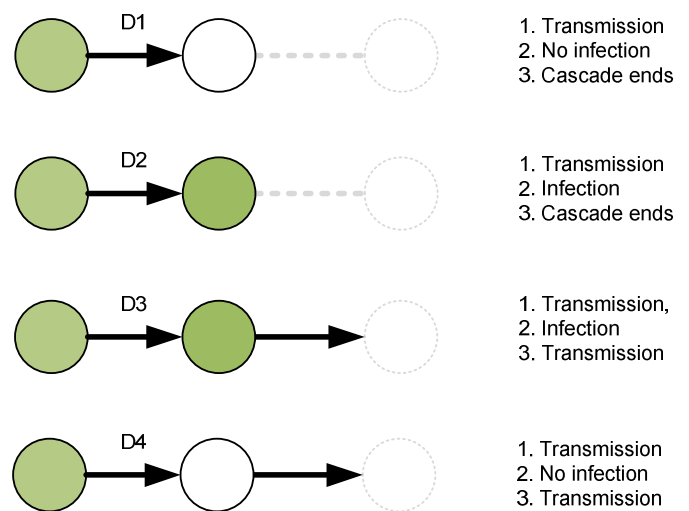 D1
1. Transmission
2. No infection
3. Cascade ends
D2
1. Transmission
2. Infection
3. Cascade ends
D3
1. Transmission,
2. Infection
3. Transmission
D4
1. Transmission
2. No infection
3. Transmission